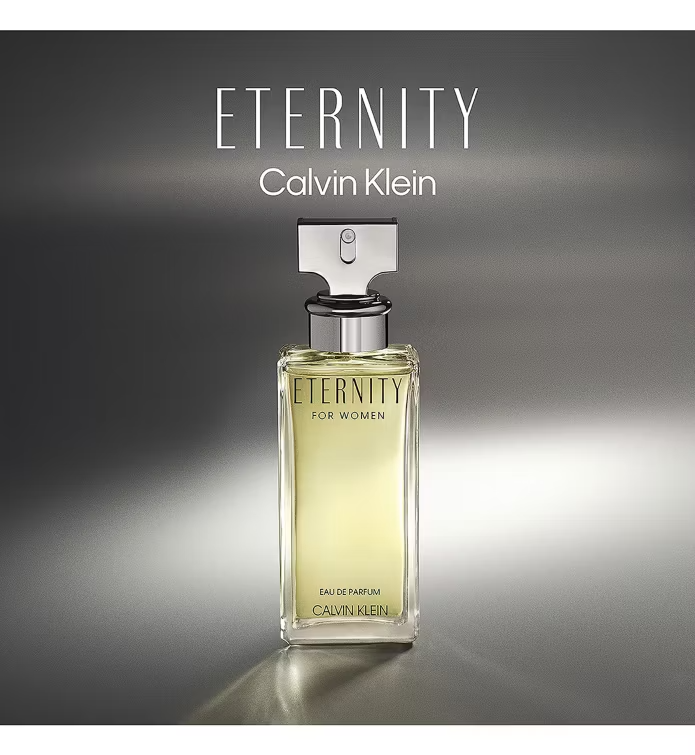 ETERNITY
Calvin Klein
ETERNITY
FOR WOMEN
EAU DE PARFUM
CALVIN KLEIN